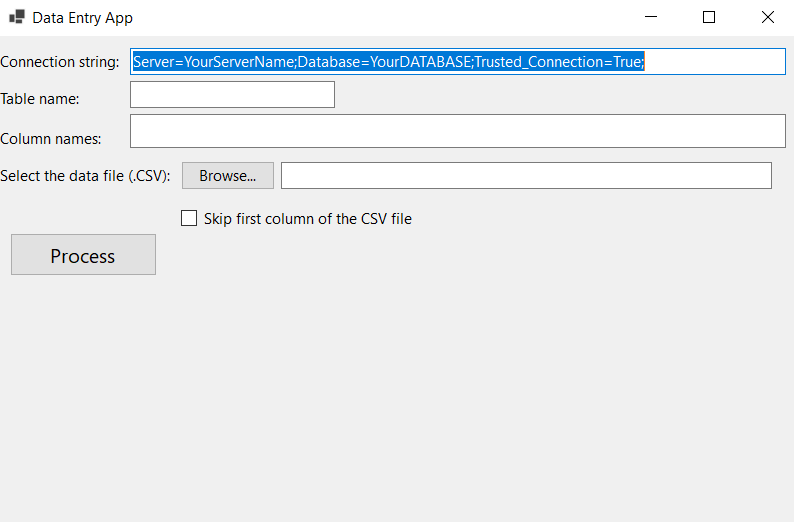 Data Entry App
Connection string: Server=YourServerName;Database=YourDATABASE;Trusted_Connection=True;
Table name:
Column names:
Select the data file (.CSV): Browse...
Skip first column of the CSV file
Process